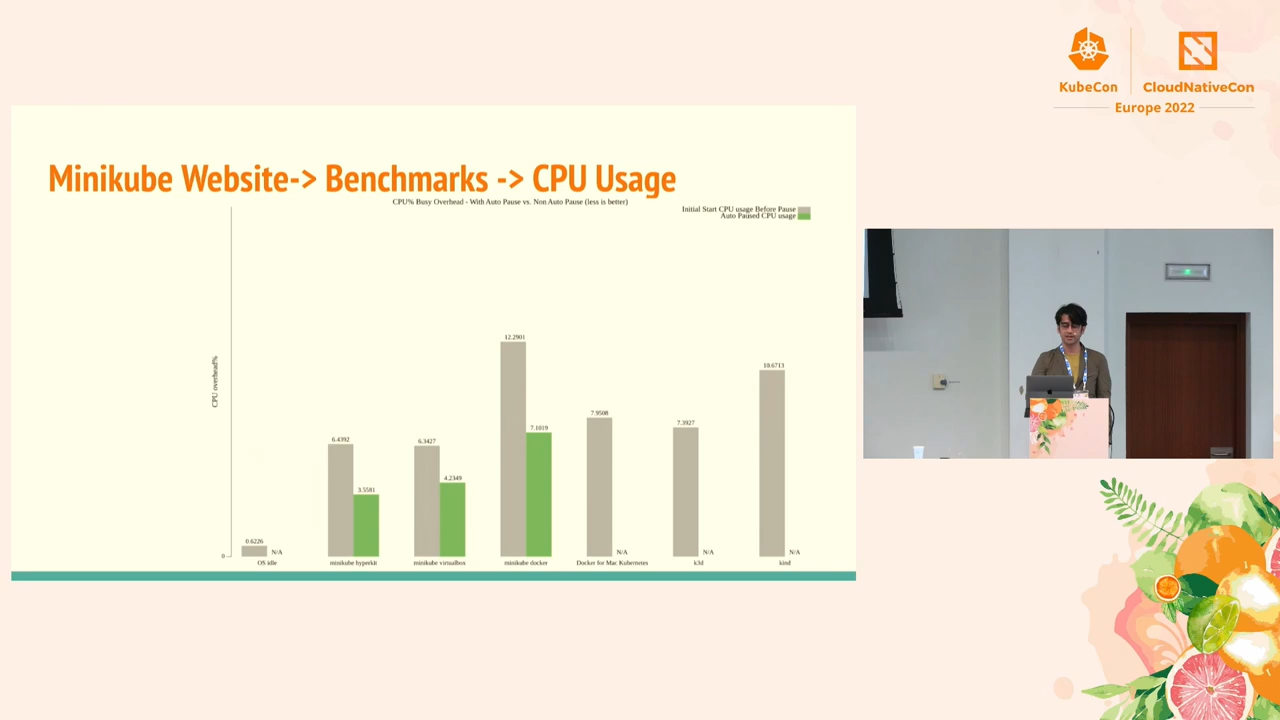 KubeCon
CloudNativeCon
Europe 2022
Minikube Website-> Benchmarks -> CPU Usage
CPU% Busy Overhead - With Auto Pause vs. Non Auto Pause (less is better)
Initial Start CPU usage Before Pause
Auto Paused CPU usage
CPU overhead%
0
0.6226
N/A
6.4392
3.5581
6.3427
4.2349
12.2901
7.1019
7.9508
N/A
7.3927
N/A
10.6713
N/A
OS idle
minikube hyperkit
minikube virtualbox
minikube docker
Docker for Mac Kubernetes
k3d
kind